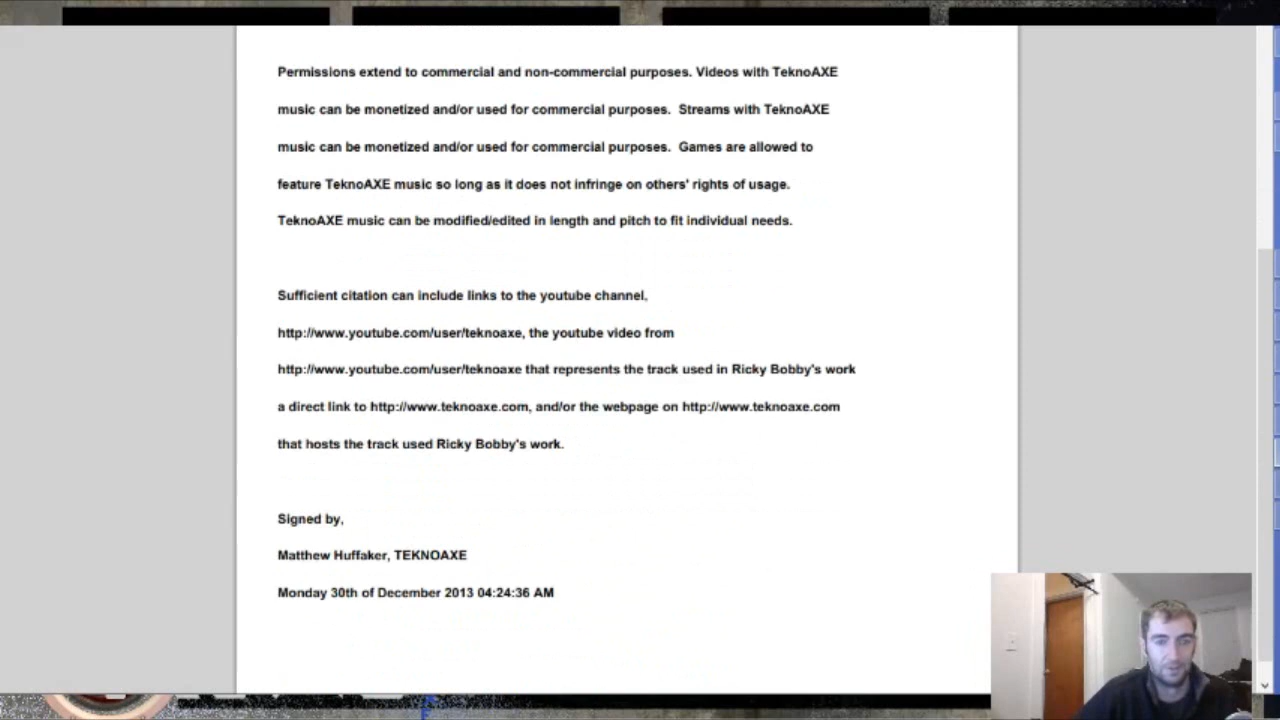 Permissions extend to commercial and non-commercial purposes. Videos with TeknoAXE
music can be monetized and/or used for commercial purposes.  Streams with TeknoAXE
music can be monetized and/or used for commercial purposes.  Games are allowed to
feature TeknoAXE music so long as it does not infringe on others' rights of usage.
TeknoAXE music can be modified/edited in length and pitch to fit individual needs.
Sufficient citation can include links to the youtube channel,
http://www.youtube.com/user/teknoaxe, the youtube video from
http://www.youtube.com/user/teknoaxe that represents the track used in Ricky Bobby's work
a direct link to http://www.teknoaxe.com, and/or the webpage on http://www.teknoaxe.com
that hosts the track used Ricky Bobby's work.
Signed by,
Matthew Huffaker, TEKNOAXE
Monday 30th of December 2013 04:24:36 AM